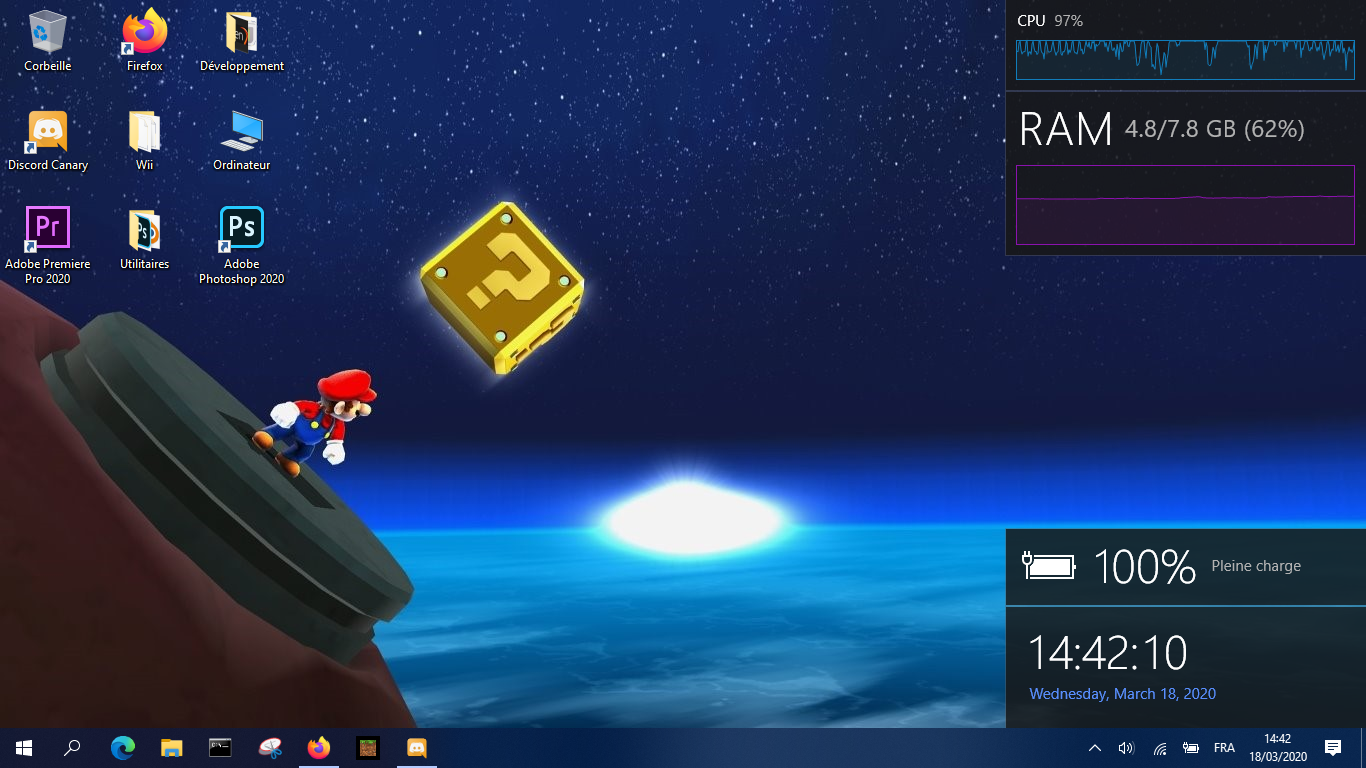 Corbeille
Firefox
Développement
Discord Canary
Wii
Ordinateur
Pr
Ps
Ps
Adobe Premiere
Pro 2020
Utilitaires
Adobe
Photoshop 2020
?
CPU 97%
RAM 4.8/7.8 GB (62%)
100% Pleine charge
14:42:10
Wednesday, March 18, 2020
FRA
14:42
18/03/2020